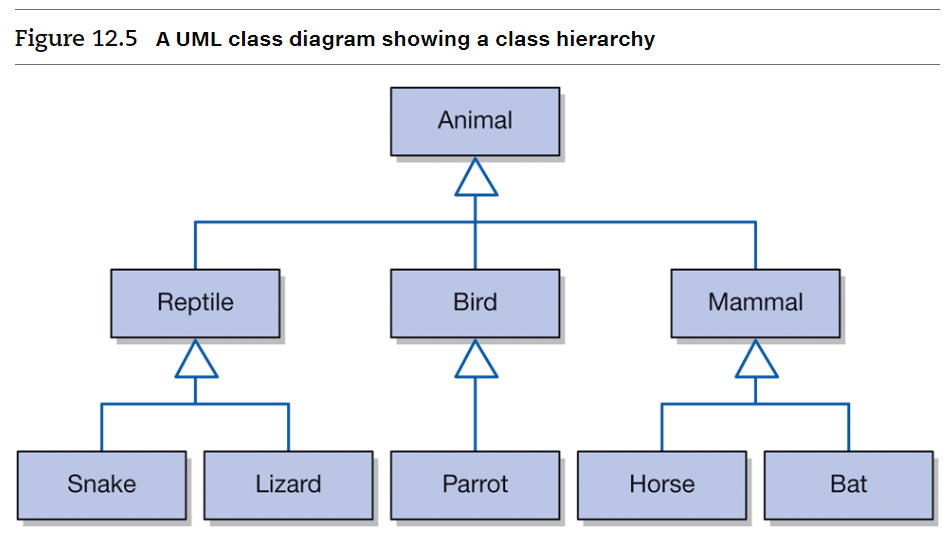 Figure 12.5 A UML class diagram showing a class hierarchy
Animal
Reptile
Bird
Mammal
Snake
Lizard
Parrot
Horse
Bat